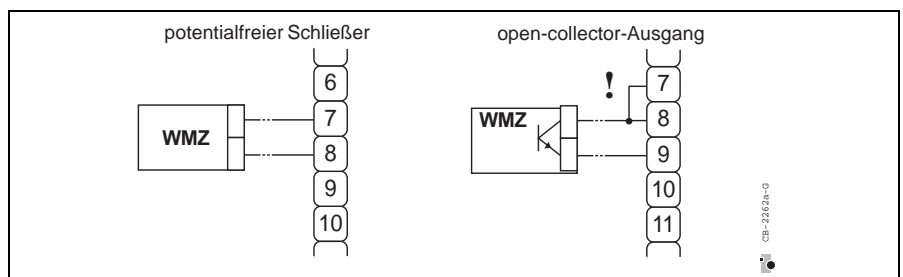 potentialfreier Schließer
open-collector-Ausgang
6
7
8
9
10
WMZ
!
7
8
9
10
11
WMZ
CB-2262a-G